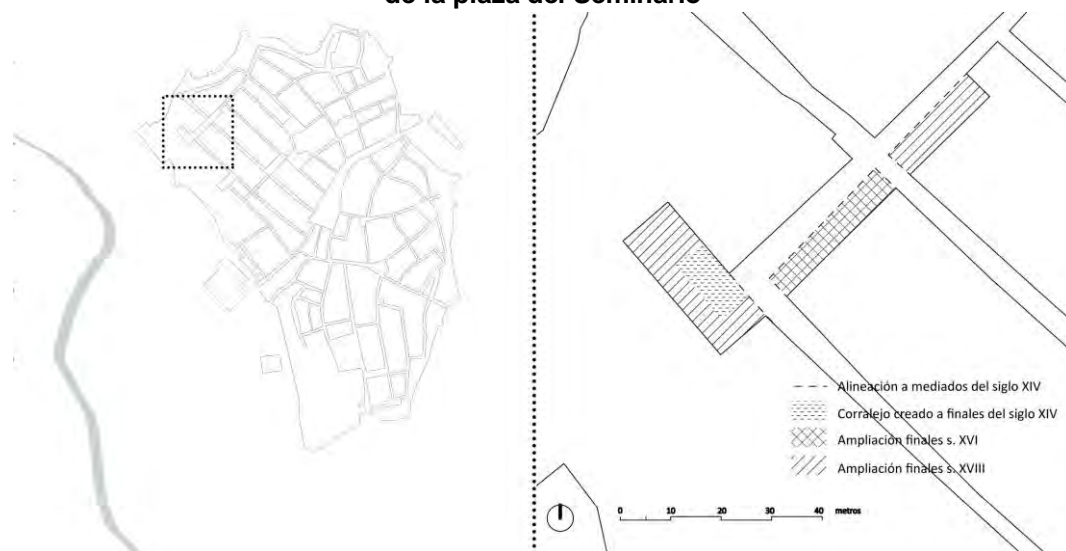 de la plaza del Seminario
Alineación a mediados del siglo XIV
Corralejo creado a finales del siglo XIV
Ampliación finales s. XVI
Ampliación finales s. XVIII
0 10 20 30 40 metros